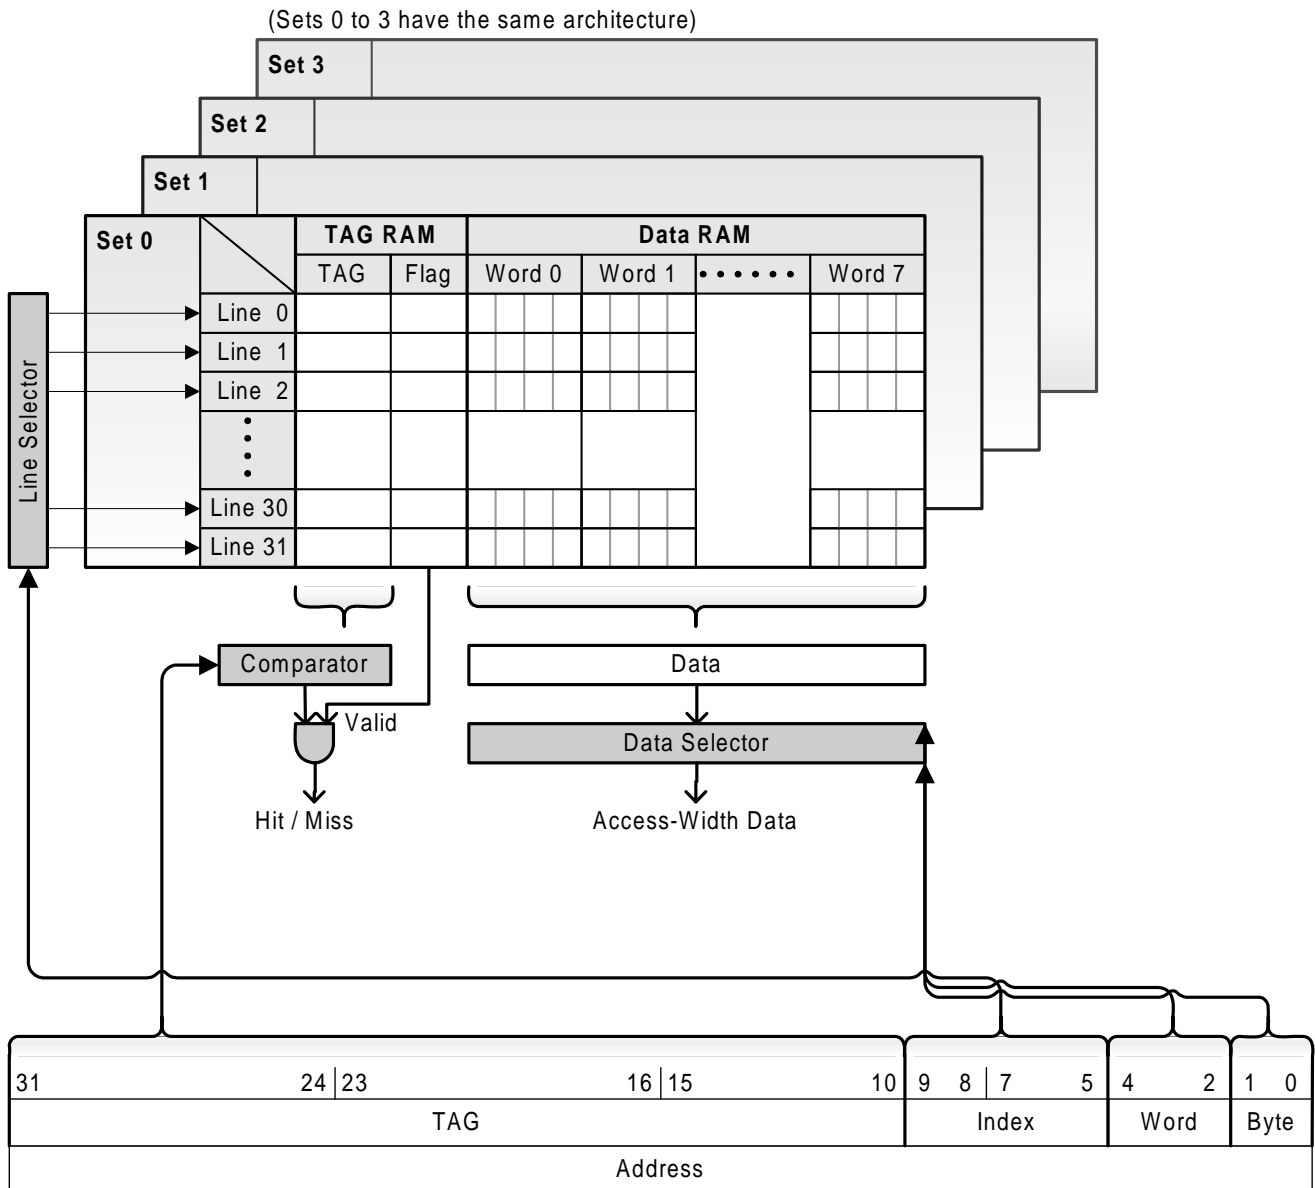 (Sets 0 to 3 have the same architecture)
Set 3
Set 2
Set 1
Set 0
TAG RAM Data RAM
TAG Flag Word 0 Word 1 •••••• Word 7
Line 0
Line 1
Line 2
Line 30
Line 31
Line Selector
Comparator Data
Valid
Data Selector
Hit / Miss Access-Width Data
31 24 23 16 15 10 9 8 7 5 4 2 1 0
TAG Index Word Byte
Address